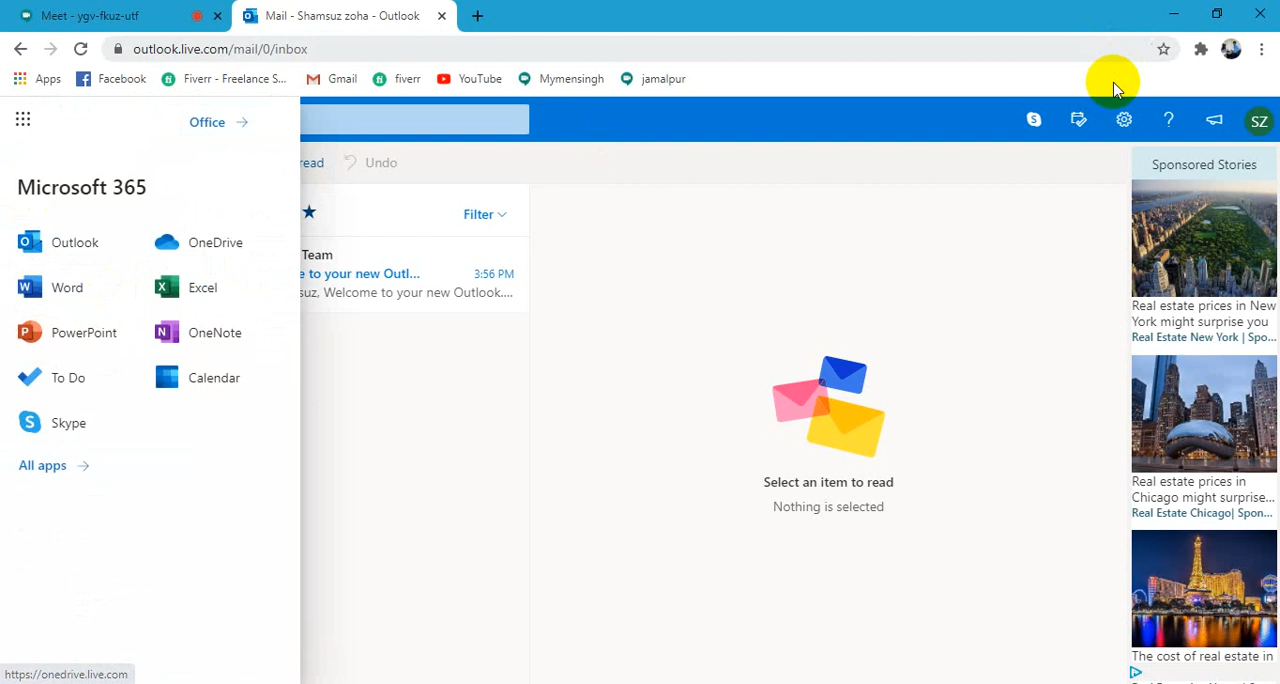 Meet - ygv-fkuz-utf
Mail - Shamsuz zoha - Outlook
outlook.live.com/mail/0/inbox
Apps
Facebook
Fiverr - Freelance S...
Gmail
fiverr
YouTube
Mymensingh
jamalpur
Office
SZ
Microsoft 365
Outlook
OneDrive
Word
Excel
PowerPoint
OneNote
To Do
Calendar
Skype
All apps
read
Undo
Filter
Team
e to your new Outl...
3:56 PM
suz, Welcome to your new Outlook....
Select an item to read
Nothing is selected
Sponsored Stories
Real estate prices in New
York might surprise you
Real Estate New York | Spo...
Real estate prices in
Chicago might surprise...
Real Estate Chicago| Spon...
The cost of real estate in
https://onedrive.live.com